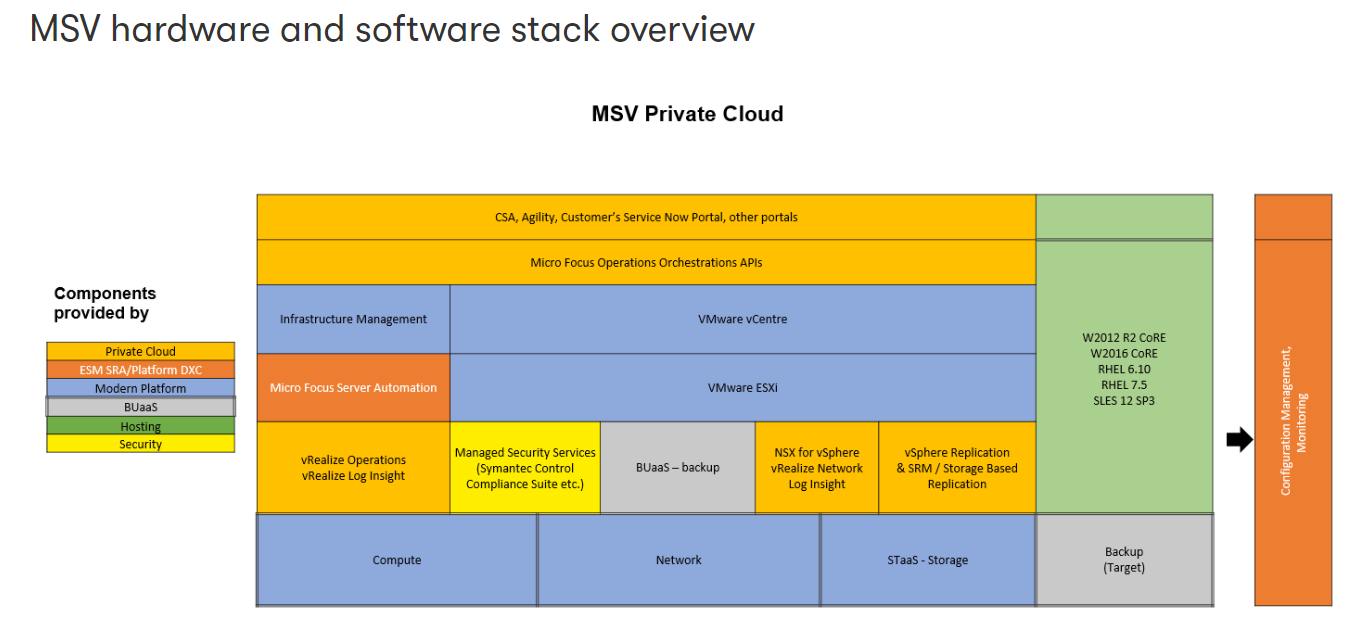 MSV hardware and software stack overview
MSV Private Cloud
Components
provided by
Private Cloud
ESM SRA/Platform DXC
Modern Platform
BUaaS
Hosting
Security
CSA, Agility, Customer's Service Now Portal, other portals
Micro Focus Operations Orchestrations APIs
Infrastructure Management
VMware vCentre
Micro Focus Server Automation
VMware ESXi
vRealize Operations
vRealize Log Insight
Managed Security Services
(Symantec Control
Compliance Suite etc.)
BUaaS – backup
NSX for vSphere
vRealize Network
Log Insight
vSphere Replication
& SRM / Storage Based
Replication
Compute
Network
STaaS - Storage
W2012 R2 CoRE
W2016 CoRE
RHEL 6.10
RHEL 7.5
SLES 12 SP3
Backup
(Target)
Configuration Management,
Monitoring